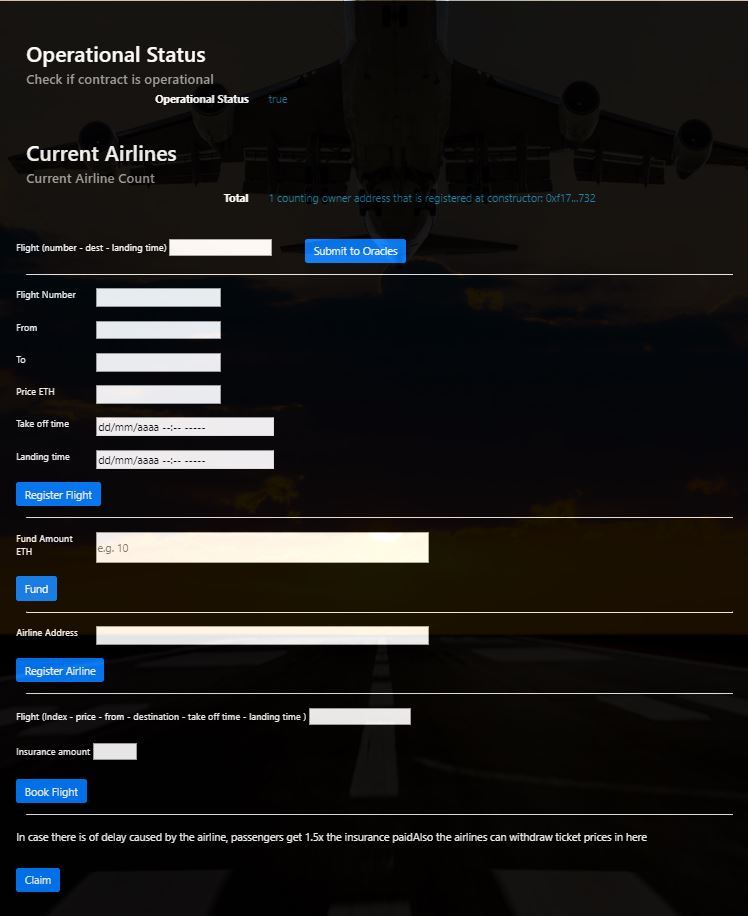 Operational Status
Check if contract is operational
Operational Status true
Current Airlines
Current Airline Count
Total 1 counting owner address that is registered at constructor: 0xf17...732
Flight (number - dest - landing time) Submit to Oracles
Flight Number
From
To
Price ETH
Take off time dd/mm/aaaa --:-- -----
Landing time dd/mm/aaaa --:-- -----
Register Flight
Fund Amount
ETH
e.g. 10
Fund
Airline Address
Register Airline
Flight (Index - price - from - destination - take off time - landing time )
Insurance amount
Book Flight
In case there is of delay caused by the airline, passengers get 1.5x the insurance paidAlso the airlines can withdraw ticket prices in here
Claim